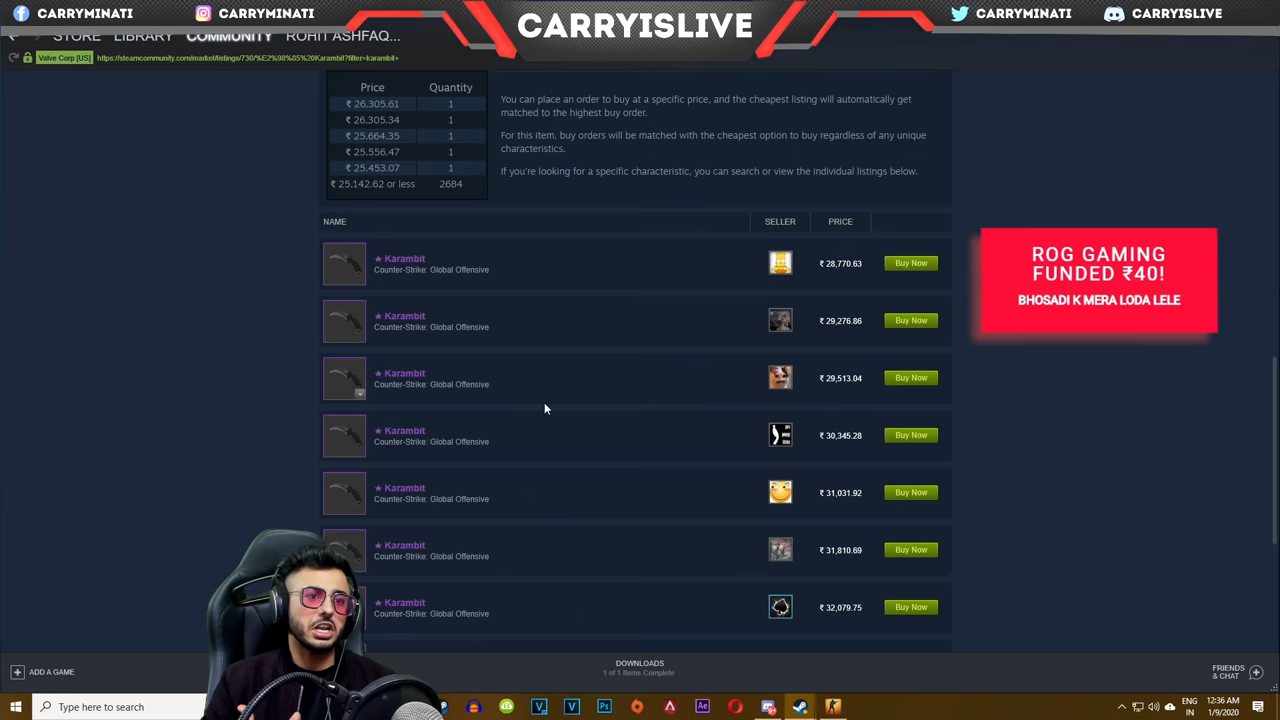 CARRYMINATI
CARRYMINATI
CARRYISLIVE
CARRYMINATI
CARRYISLIVE
STORE LIBRARY COMMUNITY ROHIT ASHFAQ...
Valve Corp [US] https://steamcommunity.com/market/listings/730/%E2%98%85%20Karambit?filter=karambit+
Price Quantity
₹ 26,305.61 1
₹ 26,305.34 1
₹ 25,664.35 1
₹ 25,556.47 1
₹ 25,453.07 1
₹ 25,142.62 or less 2684
You can place an order to buy at a specific price, and the cheapest listing will automatically get
matched to the highest buy order.
For this item, buy orders will be matched with the cheapest option to buy regardless of any unique
characteristics.
If you're looking for a specific characteristic, you can search or view the individual listings below.
NAME SELLER PRICE
★ Karambit
Counter-Strike: Global Offensive
₹ 28,770.63 Buy Now
★ Karambit
Counter-Strike: Global Offensive
₹ 29,276.86 Buy Now
★ Karambit
Counter-Strike: Global Offensive
₹ 29,513.04 Buy Now
★ Karambit
Counter-Strike: Global Offensive
₹ 30,345.28 Buy Now
★ Karambit
Counter-Strike: Global Offensive
₹ 31,031.92 Buy Now
★ Karambit
Counter-Strike: Global Offensive
₹ 31,810.69 Buy Now
★ Karambit
Counter-Strike: Global Offensive
₹ 32,079.75 Buy Now
ROG GAMING
FUNDED ₹40!
BHOSADI K MERA LODA LELE
+ ADD A GAME
DOWNLOADS
1 of 1 Items Complete
FRIENDS
& CHAT +
Type here to search
Ps
Ae
ENG
IN
12:36 AM
1/9/2020